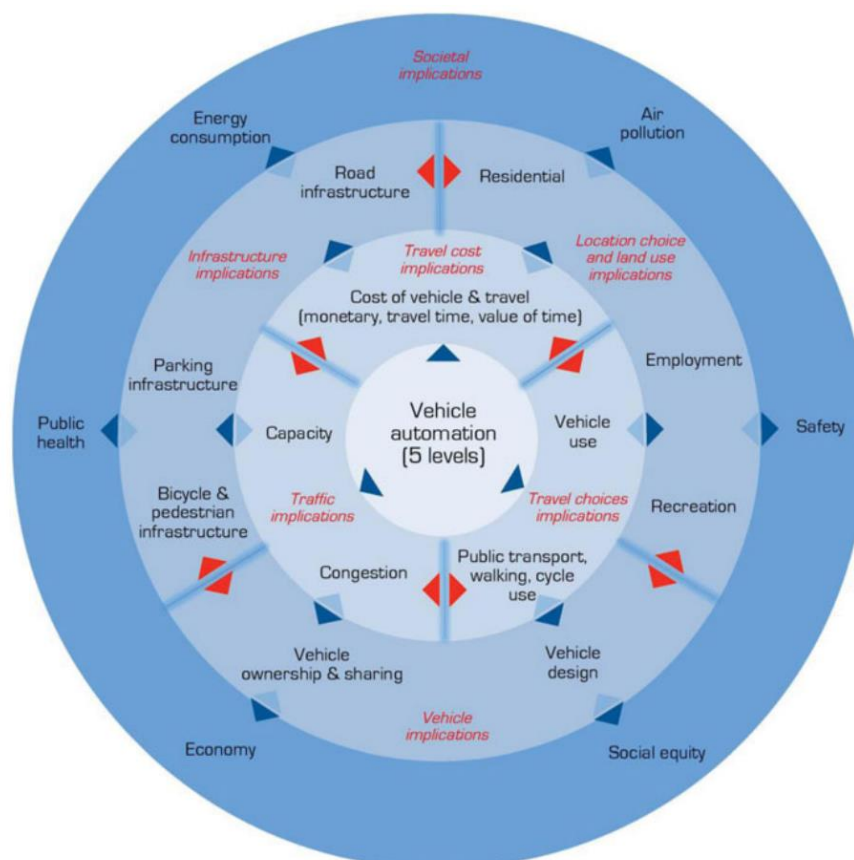 Societal
implications
Energy
consumption
Air
pollution
Road
infrastructure
Residential
Infrastructure
implications
Travel cost
implications
Location choice
and land use
implications
Cost of vehicle & travel
(monetary, travel time, value of time)
Parking
infrastructure
Employment
Public
health
Capacity
Vehicle
automation
(5 levels)
Vehicle
use
Safety
Bicycle &
pedestrian
infrastructure
Traffic
implications
Travel choices
implications
Recreation
Congestion
Public transport,
walking, cycle
use
Vehicle
ownership & sharing
Vehicle
design
Vehicle
implications
Economy
Social equity